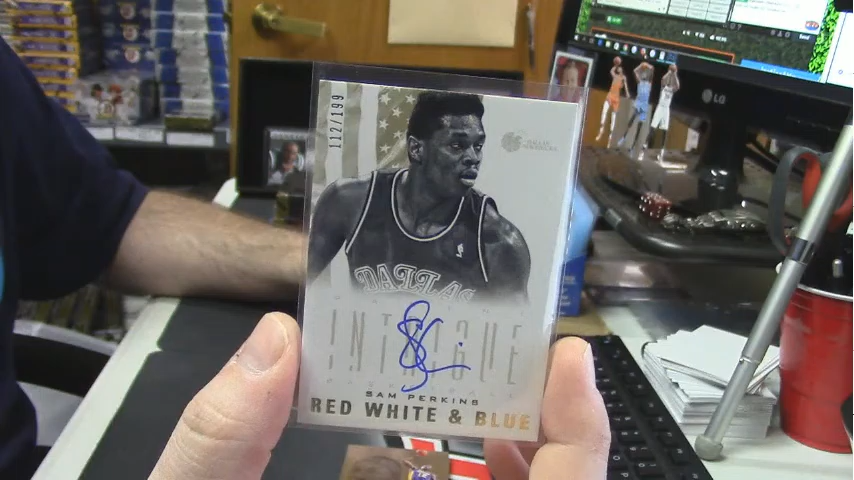 112/199
DALLAS
INTRIGUE
SAM PERKINS
RED WHITE & BLUE
LG